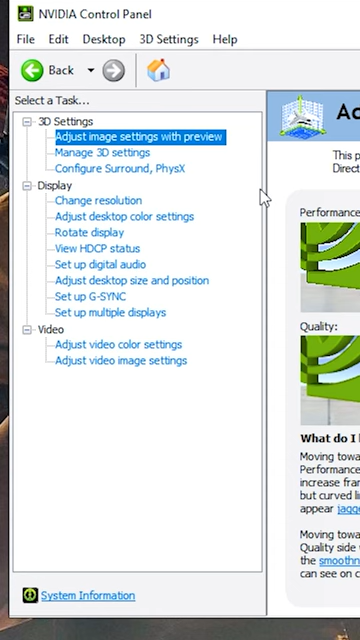 NVIDIA Control Panel
File Edit Desktop 3D Settings Help
Back
Select a Task...
3D Settings
Adjust image settings with preview
Manage 3D settings
Configure Surround, PhysX
Display
Change resolution
Adjust desktop color settings
Rotate display
View HDCP status
Set up digital audio
Adjust desktop size and position
Set up G-SYNC
Set up multiple displays
Video
Adjust video color settings
Adjust video image settings
System Information
This p
Direct
Performance
Quality:
What do I
Moving towa
Performance
increase fran
but curved li
appear jagg
Moving towa
Quality side
the smoothn
can see on c